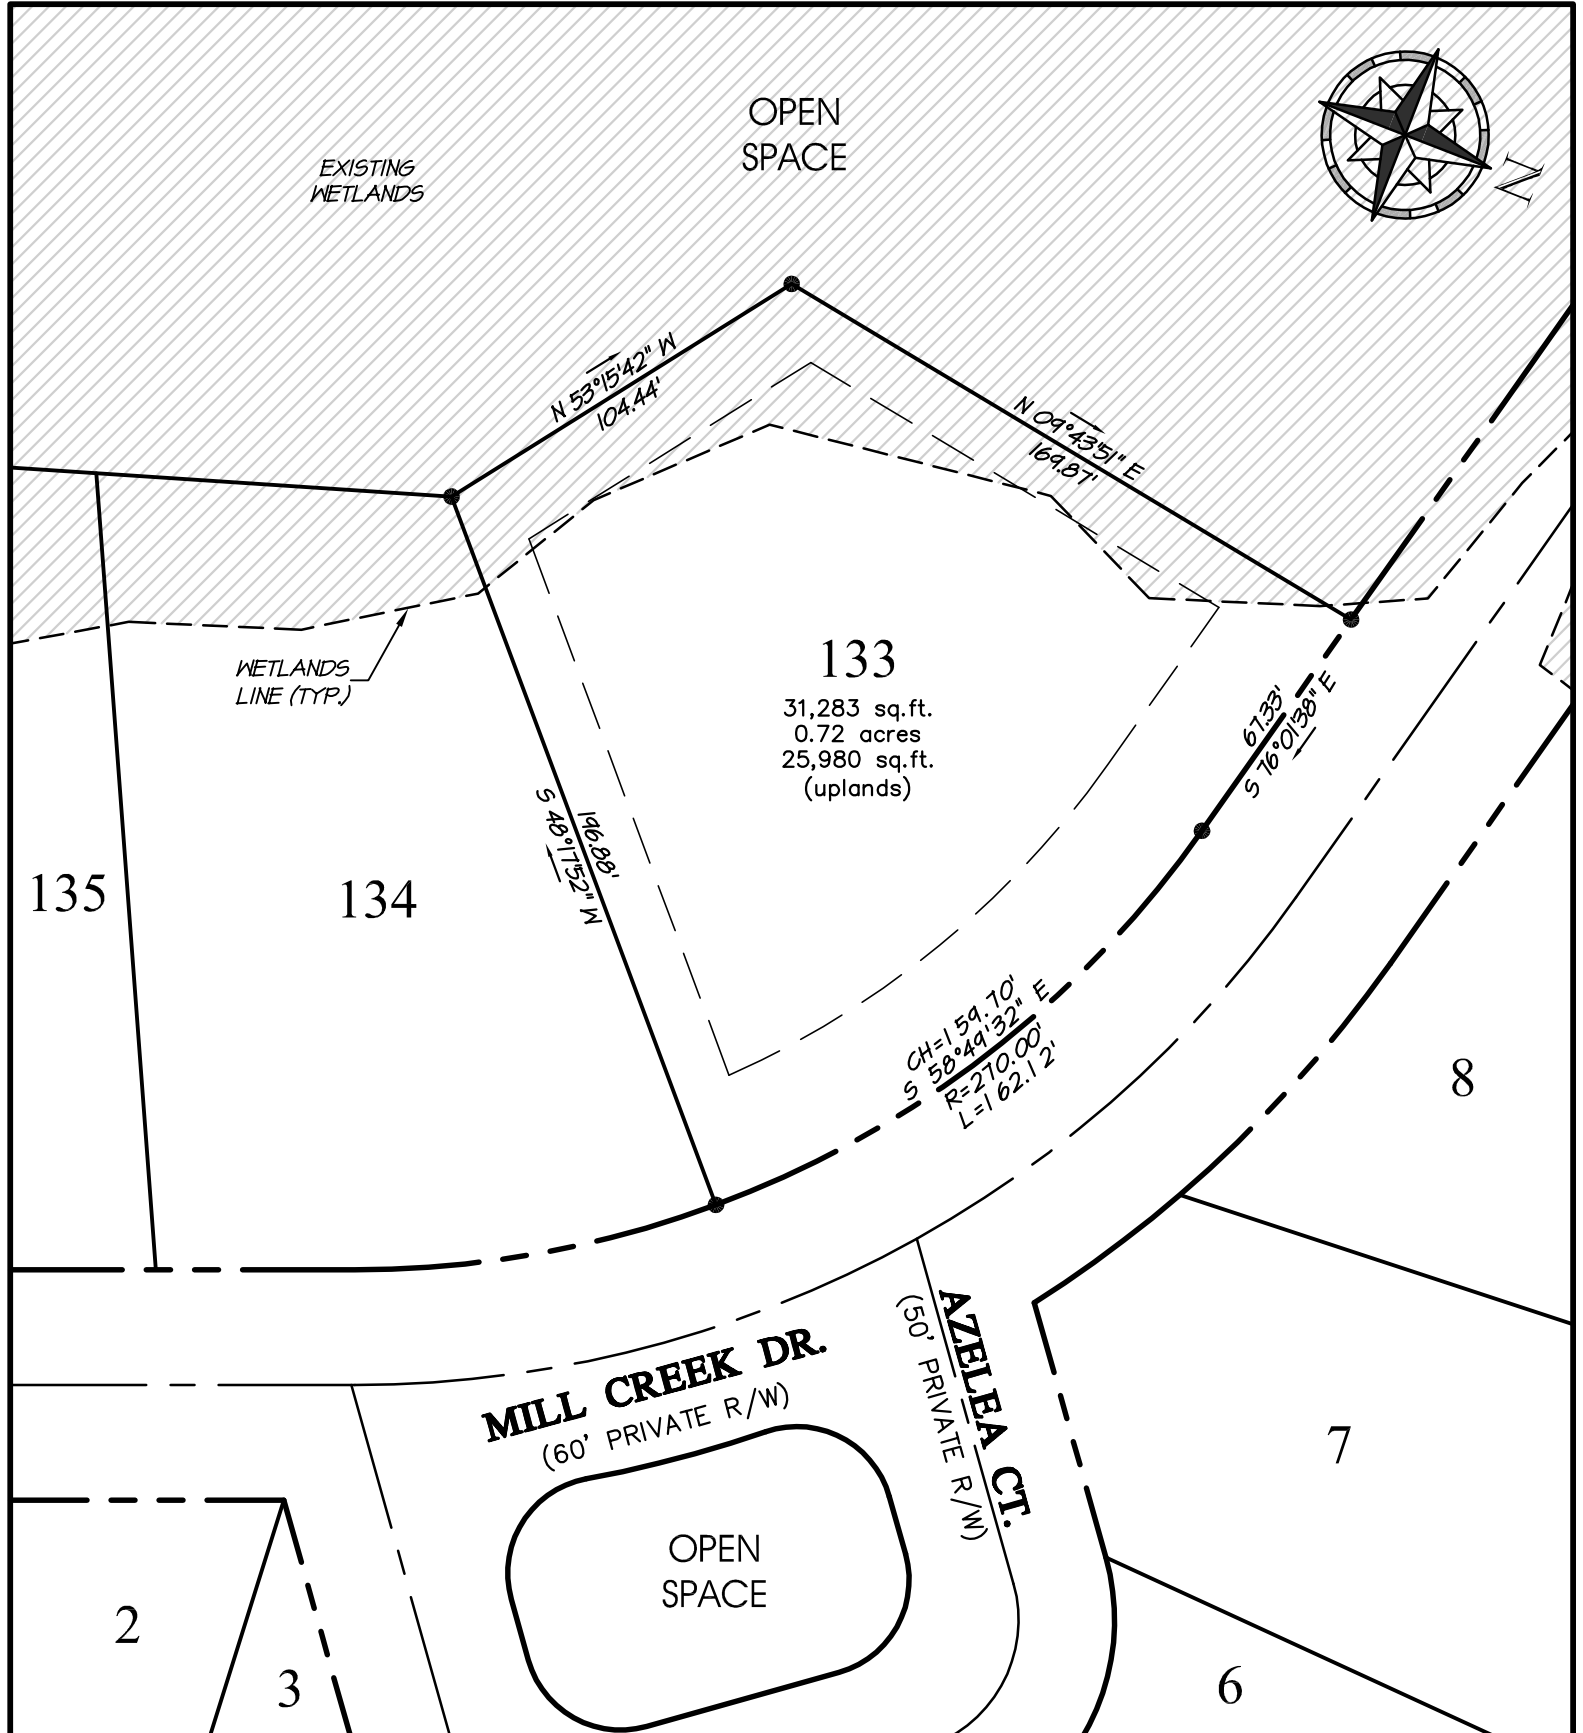 OPEN
SPACE
EXISTING
WETLANDS
N
N 53°15'42" W
104.44'
N 09°43'51" E
169.87'
WETLANDS
LINE (TYP.)
133
31,283 sq.ft.
0.72 acres
25,980 sq.ft.
(uplands)
67.33'
S 76°01'38" E
196.88'
S 48°17'52" W
135
134
CH=159.70'
S 58°49'32" E
R=270.00'
L=162.12'
8
MILL CREEK DR.
(60' PRIVATE R/W)
AZELEA CT.
(50' PRIVATE R/W)
7
OPEN
SPACE
2
3
6